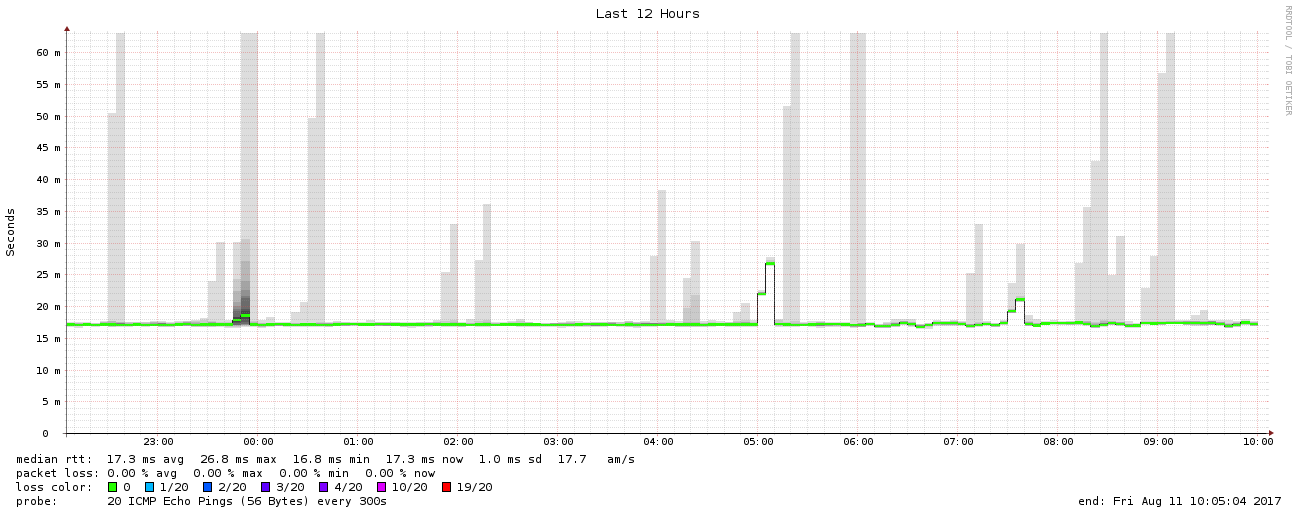 Last 12 Hours
RRDTOOL / TOBI OETIKER
Seconds
60 m
55 m
50 m
45 m
40 m
35 m
30 m
25 m
20 m
15 m
10 m
5 m
0
23:00 00:00 01:00 02:00 03:00 04:00 05:00 06:00 07:00 08:00 09:00 10:00
median rtt: 17.3 ms avg 26.8 ms max 16.8 ms min 17.3 ms now 1.0 ms sd 17.7 am/s
packet loss: 0.00 % avg 0.00 % max 0.00 % min 0.00 % now
loss color: 0 1/20 2/20 3/20 4/20 10/20 19/20
probe: 20 ICMP Echo Pings (56 Bytes) every 300s end: Fri Aug 11 10:05:04 2017